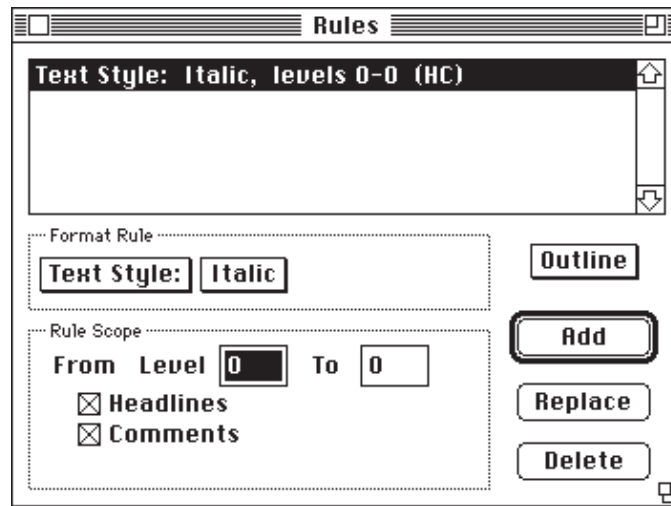 Rules
Text Style: Italic, levels 0-0 (HC)
Format Rule
Text Style: Italic
Outline
Rule Scope
From Level 0 To 0
Headlines
Comments
Add
Replace
Delete